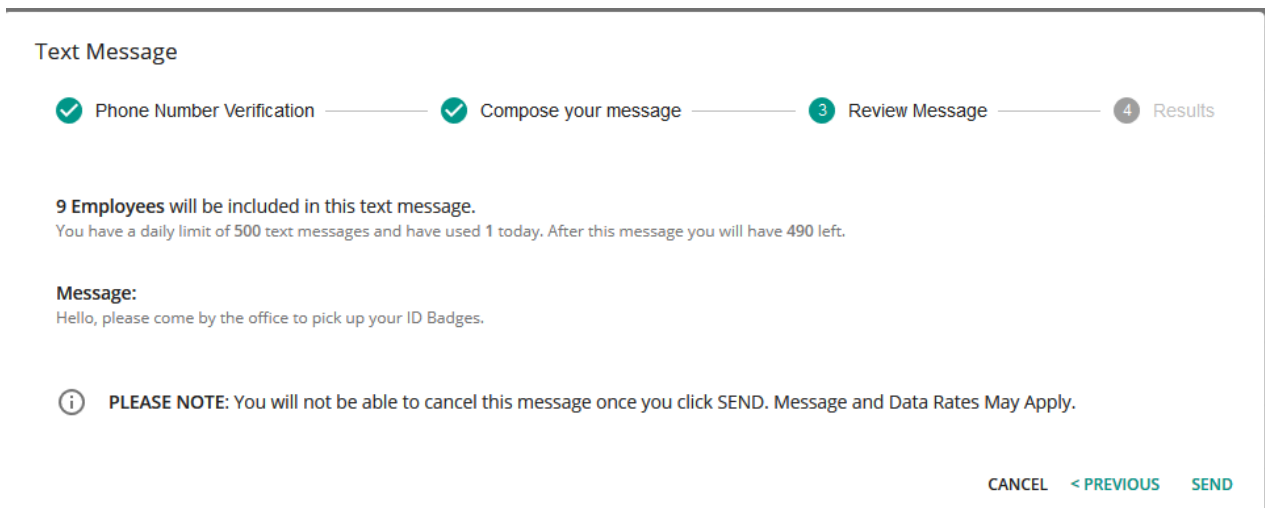 Text Message
Phone Number Verification
Compose your message
3 Review Message
4 Results
9 Employees will be included in this text message.
You have a daily limit of 500 text messages and have used 1 today. After this message you will have 490 left.
Message:
Hello, please come by the office to pick up your ID Badges.
PLEASE NOTE: You will not be able to cancel this message once you click SEND. Message and Data Rates May Apply.
CANCEL < PREVIOUS SEND